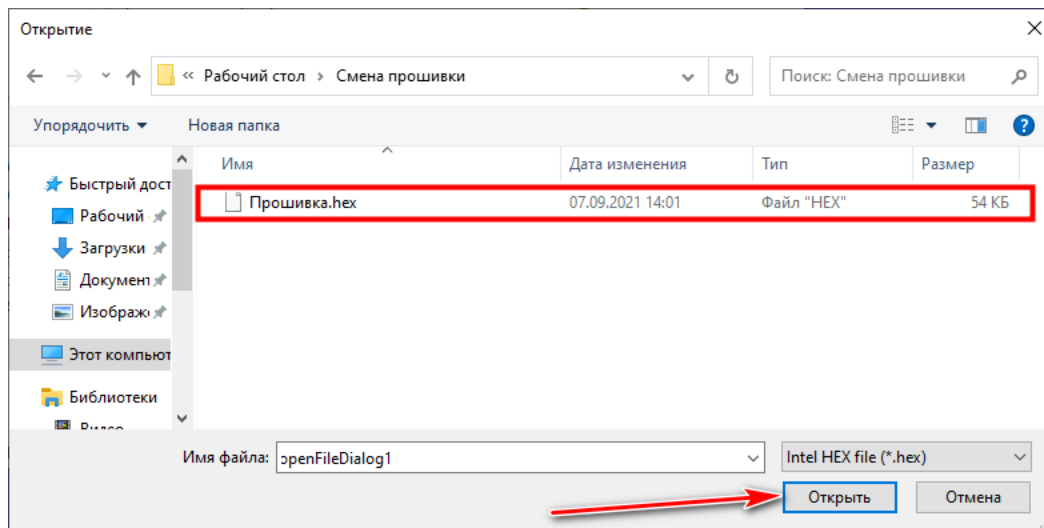 Открытие
« Рабочий стол › Смена прошивки
Поиск: Смена прошивки
Упорядочить Новая папка
Имя Дата изменения Тип Размер
Быстрый дост
Рабочий
Загрузки
Документ
Изображ
Этот компьют
Библиотеки
Видео
Прошивка.hex 07.09.2021 14:01 Файл "HEX" 54 КБ
Имя файла: openFileDialog1 Intel HEX file (*.hex)
Открыть Отмена